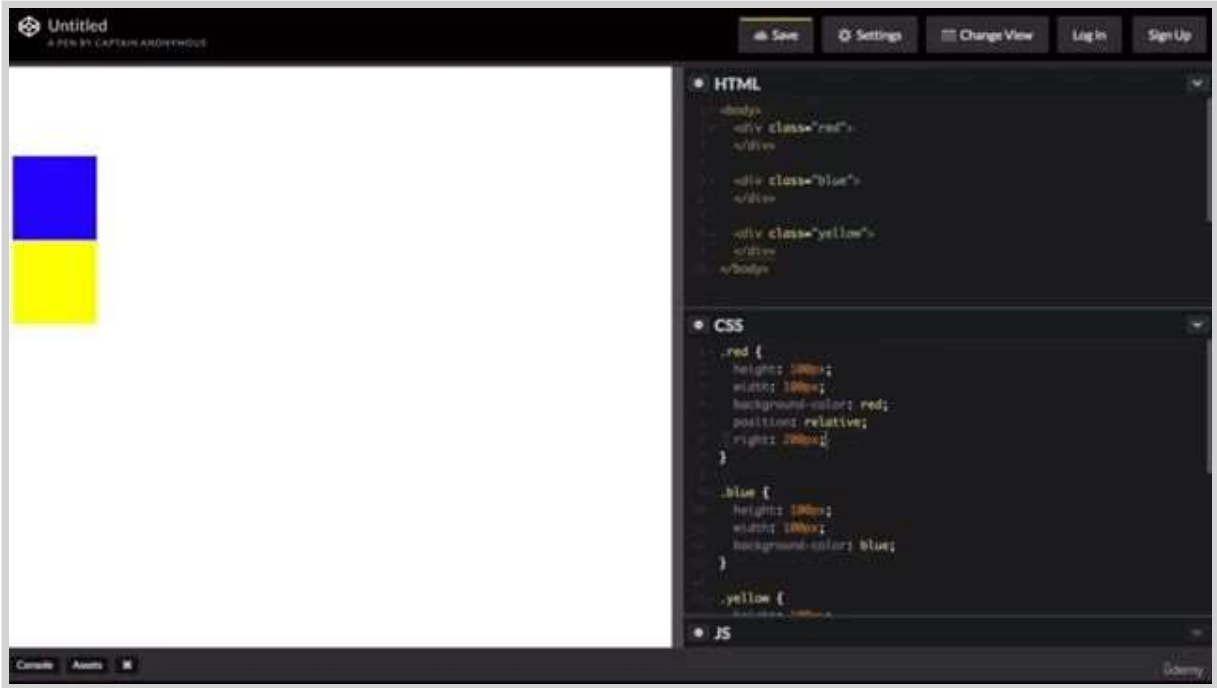 Untitled
A PEN BY CAPTAIN ANONYMOUS
Save
Settings
Change View
Log In
Sign Up
HTML
<body>
<div class="red">
</div>
<div class="blue">
</div>
<div class="yellow">
</div>
</body>
CSS
.red {
height: 100px;
width: 100px;
background-color: red;
position: relative;
right: 200px;
}
.blue {
height: 100px;
width: 100px;
background-color: blue;
}
.yellow {
height: 100px;
JS
Console
Assets
⌘
Udemy